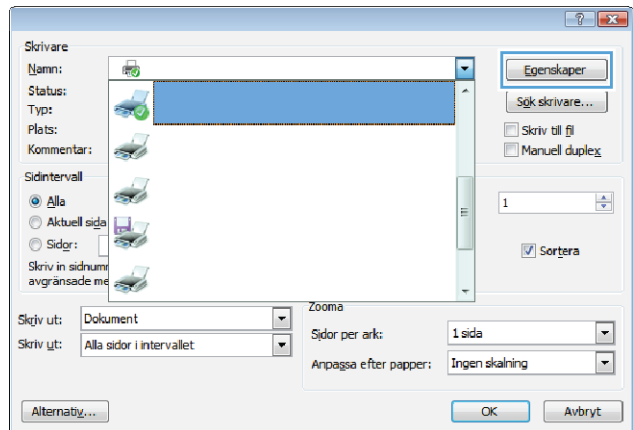 Skrivare
Namn:
Egenskaper
Status:
Typ:
Sök skrivare...
Plats:
Skriv till fil
Kommentar:
Manuell duplex
Sidintervall
Alla
1
Aktuell sida
Sidor:
Sortera
Skriv in sidnumr
avgränsade me
Zooma
Skriv ut: Dokument
Sidor per ark: 1 sida
Skriv ut: Alla sidor i intervallet
Anpassa efter papper: Ingen skalning
Alternativ...
OK
Avbryt